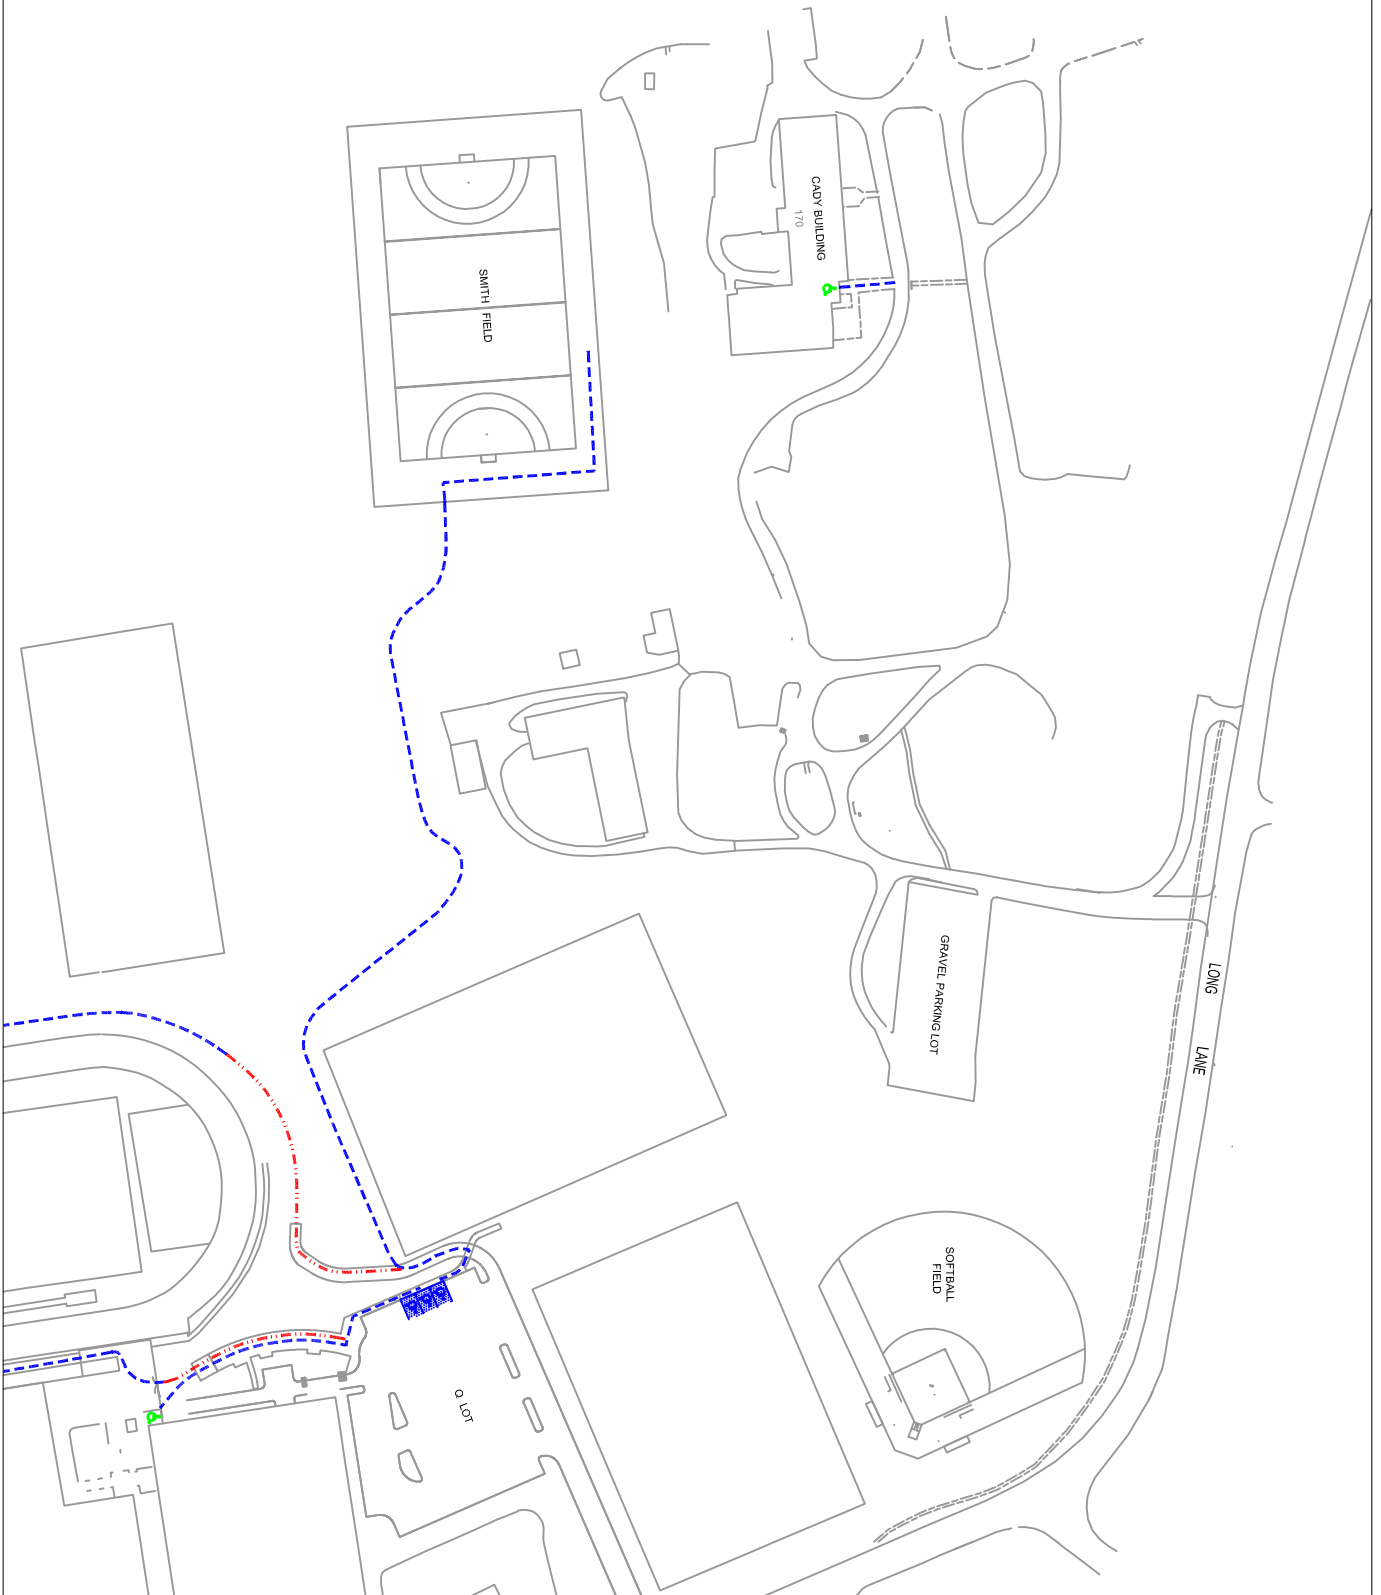 CADY BUILDING
170
SMITH FIELD
GRAVEL PARKING LOT
LONG LANE
SOFTBALL
FIELD
Q LOT